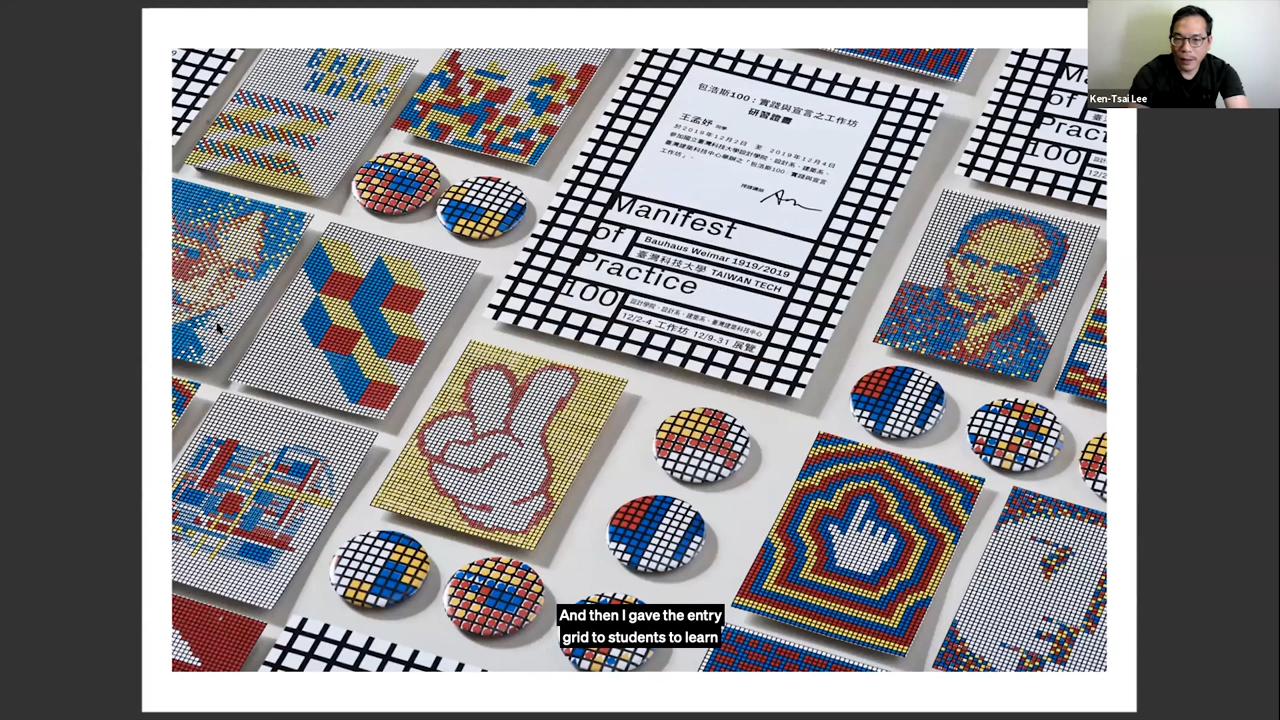 BAU
HAUS
包浩斯100：實踐與宣言之工作坊
研習證書
王孟妤 同學
於2019年12月2日 至 2019年12月4日
參加國立臺灣科技大學設計學院、設計系、建築系、
臺灣建築科技中心舉辦之「包浩斯100 實踐與宣言
工作坊」。
授課講師
Manifest
of
Bauhaus Weimar 1919/2019
臺灣科技大學 TAIWAN TECH
Practice
100
設計學院、設計系、建築系、臺灣建築科技中心
12/2-4 工作坊 12/9-31 展覽
of
100
12/2
Ken-Tsai Lee
And then I gave the entry
grid to students to learn